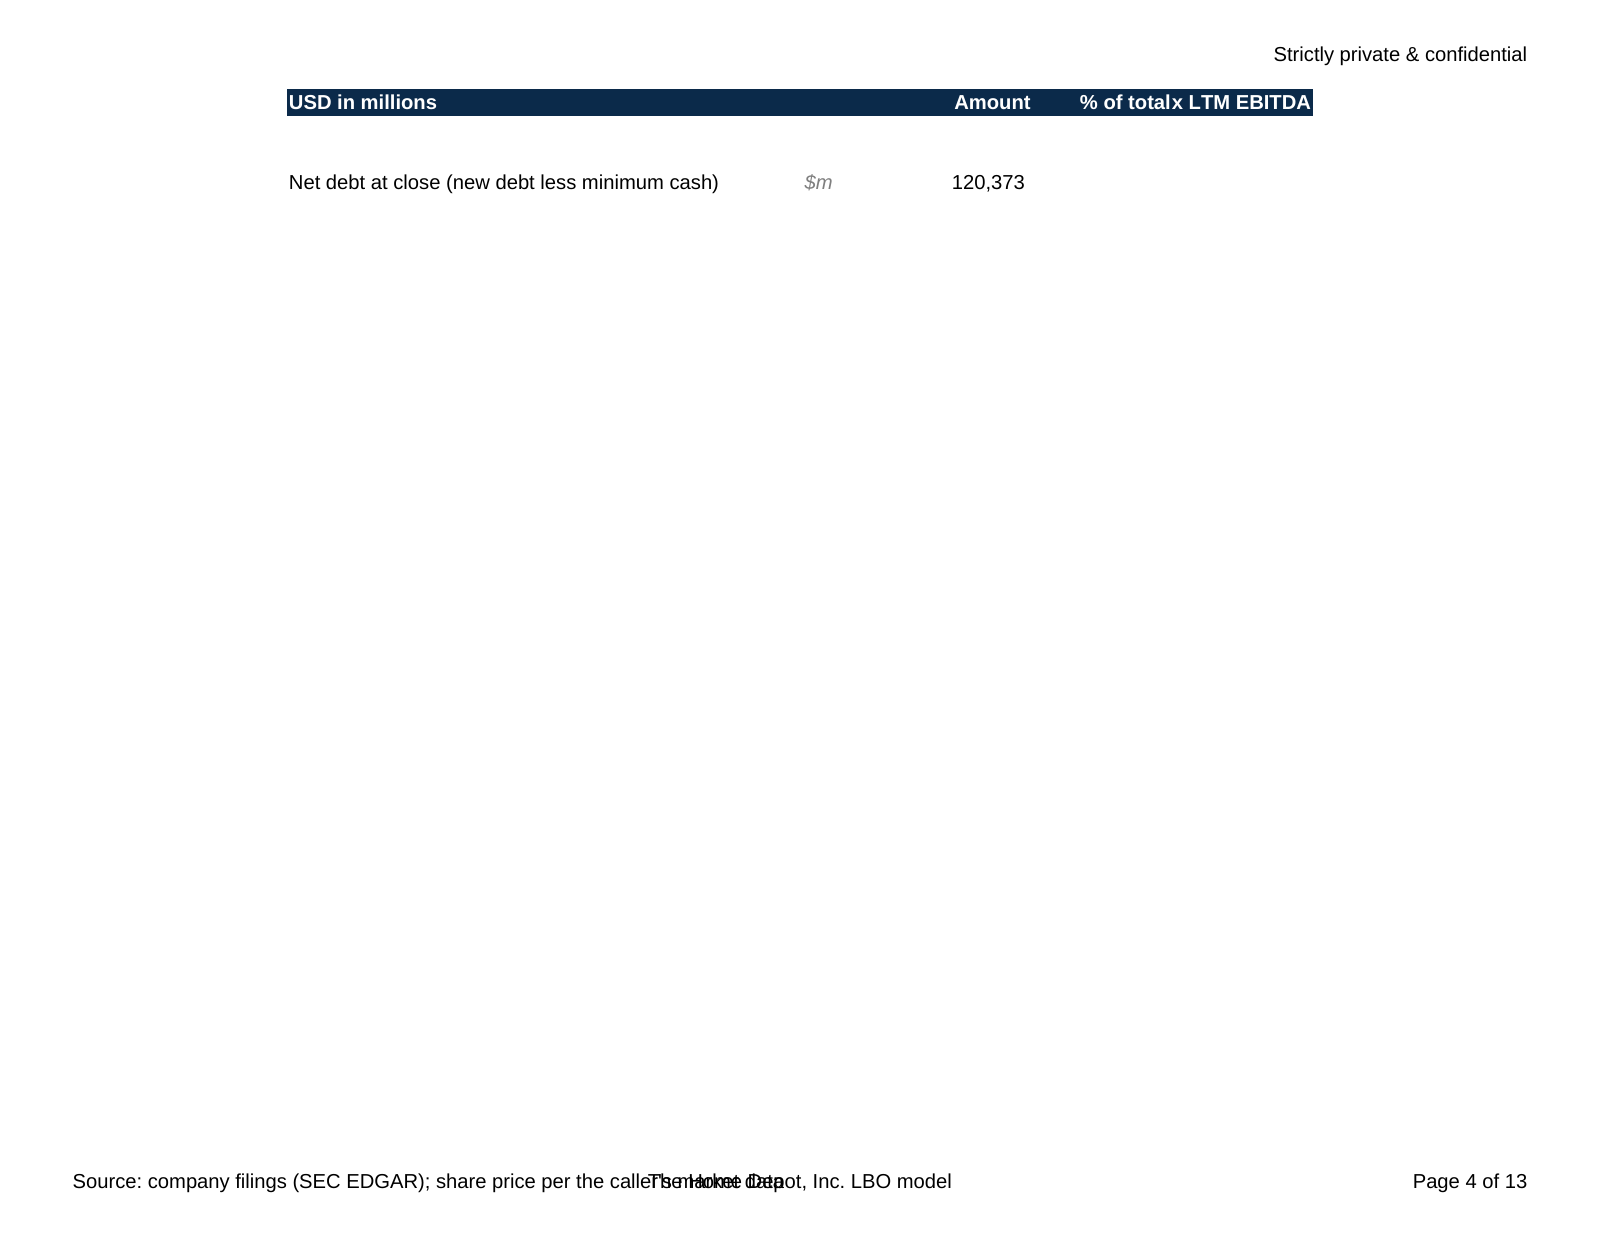 Strictly private & confidential
USD in millions Amount % of total x LTM EBITDA
Net debt at close (new debt less minimum cash) $m 120,373
Source: company filings (SEC EDGAR); share price per the caller's market data The Home Depot, Inc. LBO model Page 4 of 13